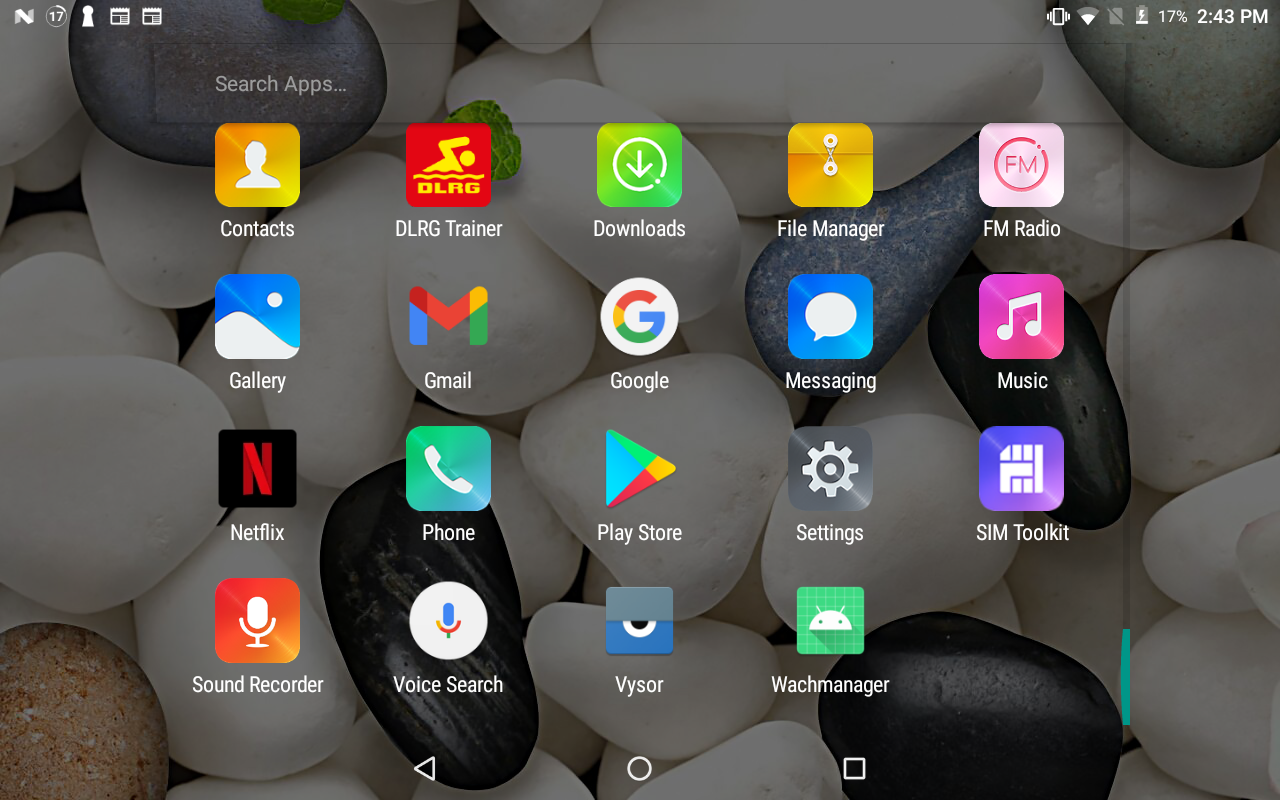 17
17% 2:43 PM
Search Apps…
DLRG
FM
Contacts
DLRG Trainer
Downloads
File Manager
FM Radio
Gallery
Gmail
Google
Messaging
Music
Netflix
Phone
Play Store
Settings
SIM Toolkit
Sound Recorder
Voice Search
Vysor
Wachmanager